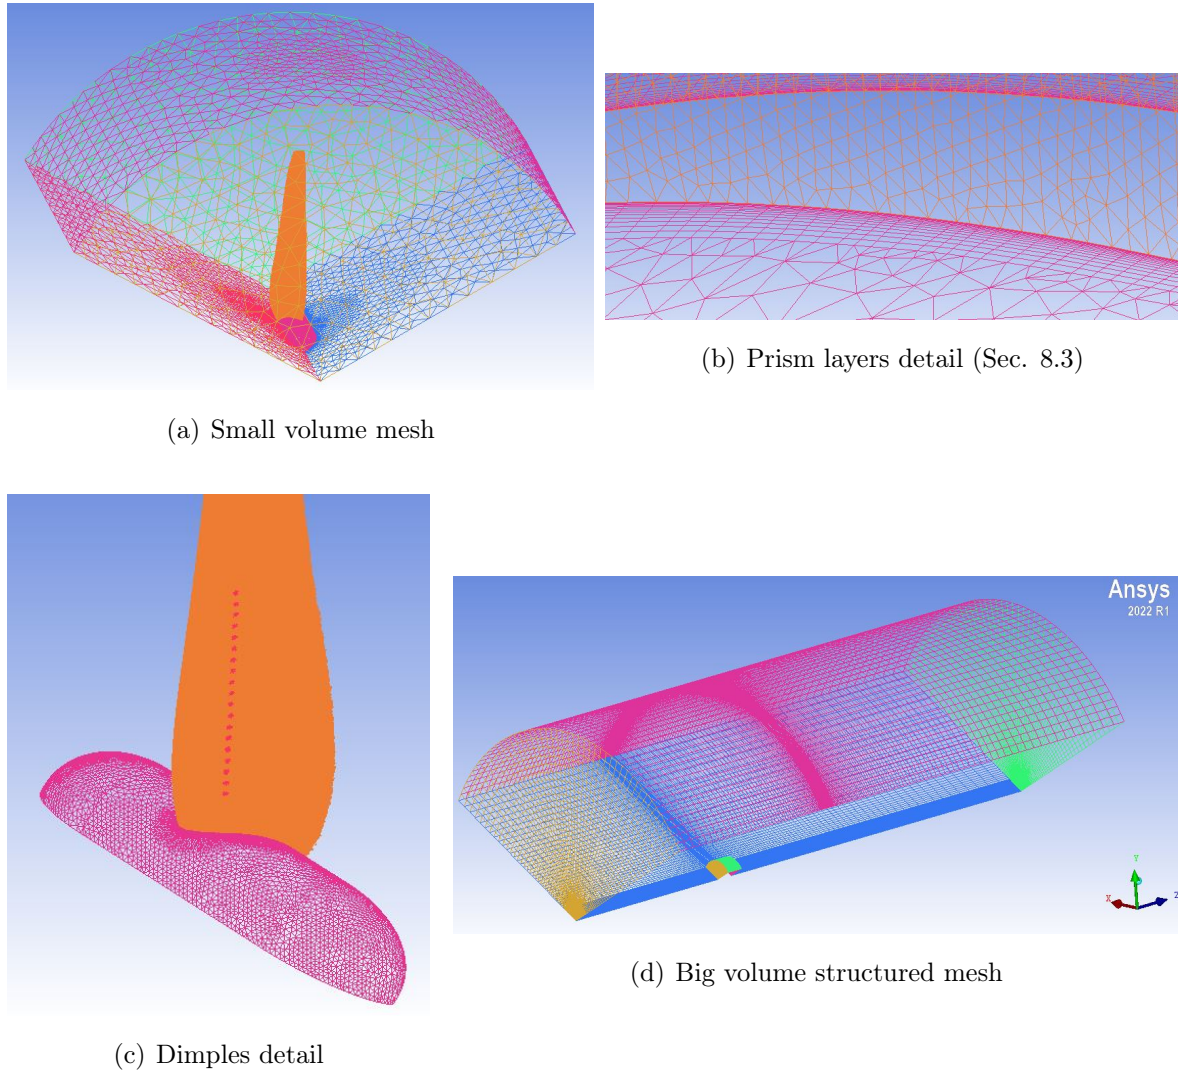 (a) Small volume mesh
(b) Prism layers detail (Sec. 8.3)
(c) Dimples detail
Ansys
2022 R1
Y
X
Z
(d) Big volume structured mesh